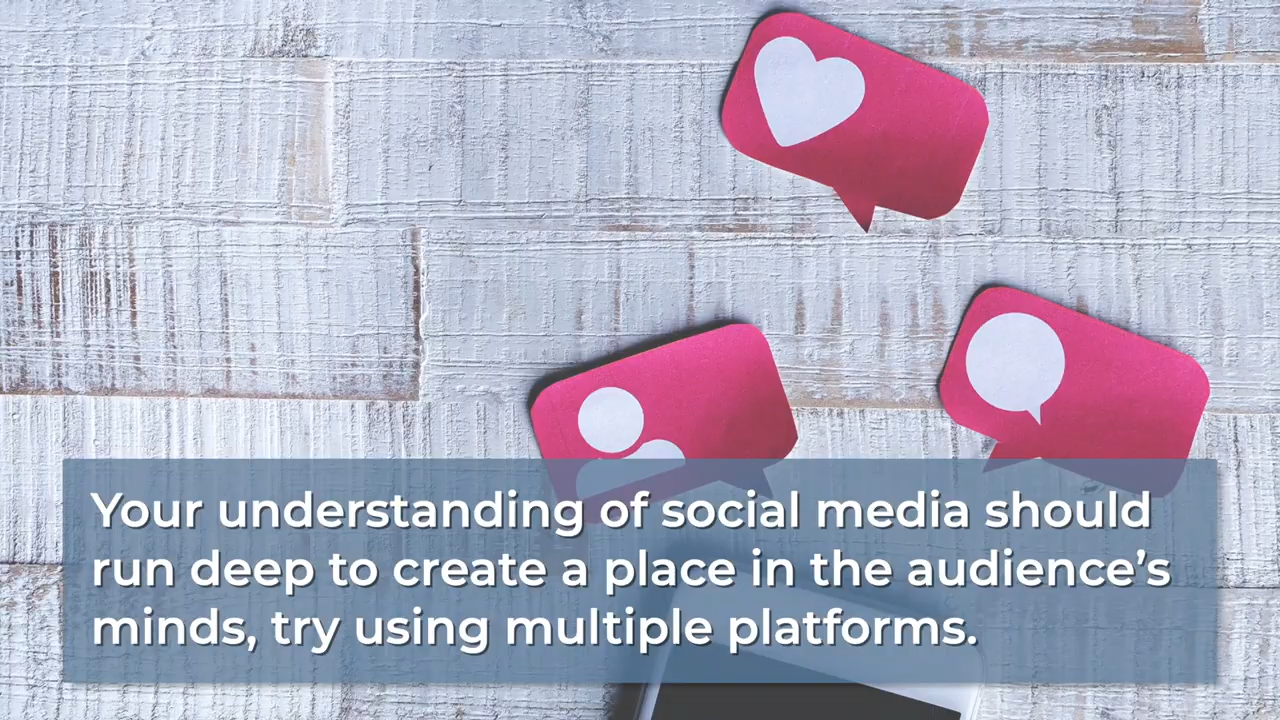 Your understanding of social media should
run deep to create a place in the audience’s
minds, try using multiple platforms.